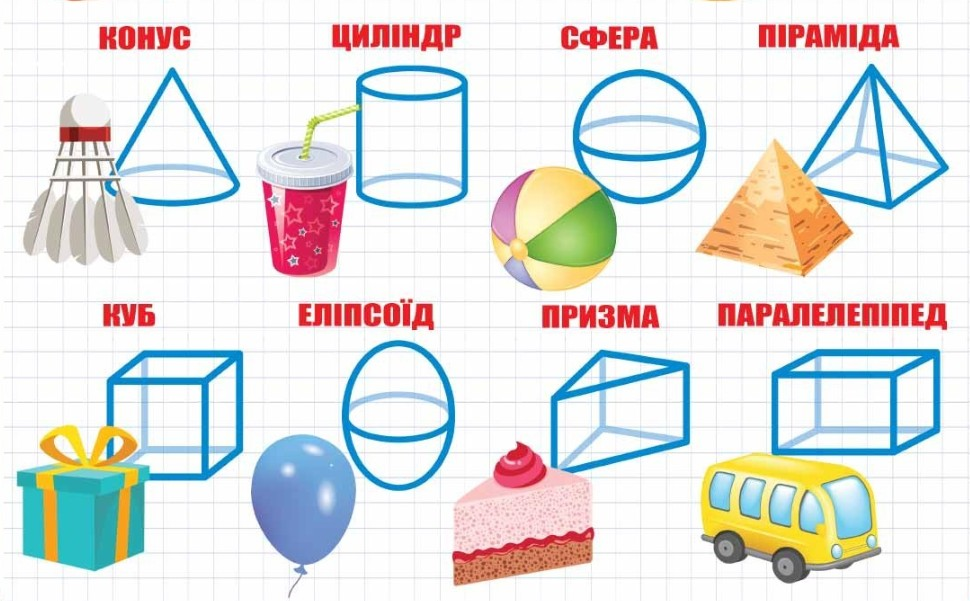 КОНУС ЦИЛІНДР СФЕРА ПІРАМІДА
КУБ ЕЛІПСОЇД ПРИЗМА ПАРАЛЕЛЕПІПЕД